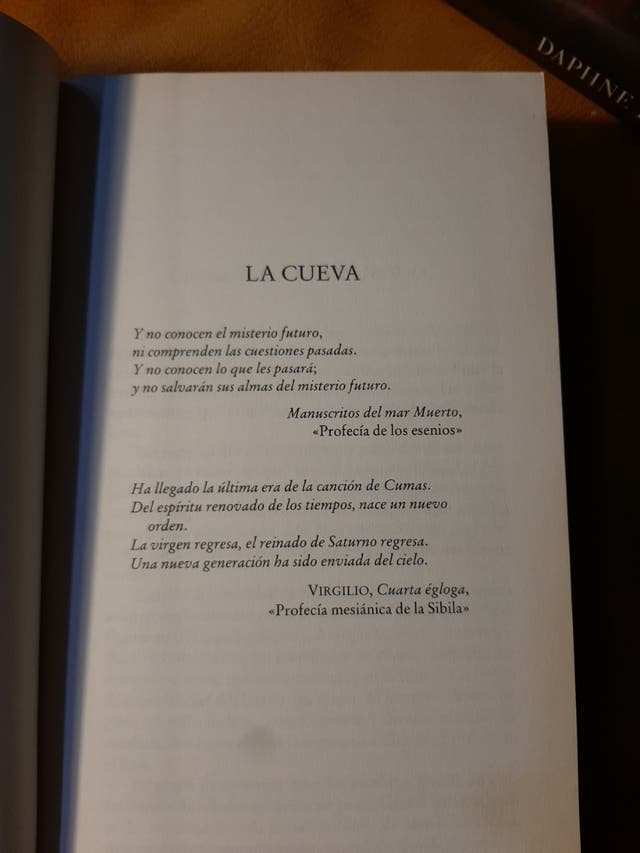 DAPHNE
LA CUEVA
Y no conocen el misterio futuro,
ni comprenden las cuestiones pasadas.
Y no conocen lo que les pasará;
y no salvarán sus almas del misterio futuro.
Manuscritos del mar Muerto,
«Profecía de los esenios»
Ha llegado la última era de la canción de Cumas.
Del espíritu renovado de los tiempos, nace un nuevo
orden.
La virgen regresa, el reinado de Saturno regresa.
Una nueva generación ha sido enviada del cielo.
VIRGILIO, Cuarta égloga,
«Profecía mesiánica de la Sibila»